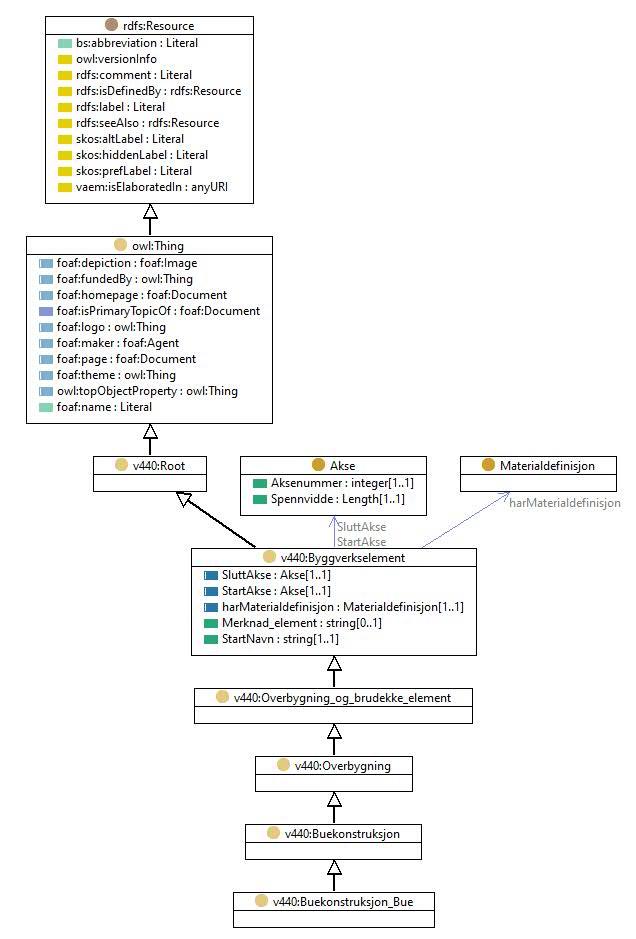 rdfs:Resource
bs:abbreviation : Literal
owl:versionInfo
rdfs:comment : Literal
rdfs:isDefinedBy : rdfs:Resource
rdfs:label : Literal
rdfs:seeAlso : rdfs:Resource
skos:altLabel : Literal
skos:hiddenLabel : Literal
skos:prefLabel : Literal
vaem:isElaboratedIn : anyURI
owl:Thing
foaf:depiction : foaf:Image
foaf:fundedBy : owl:Thing
foaf:homepage : foaf:Document
foaf:isPrimaryTopicOf : foaf:Document
foaf:logo : owl:Thing
foaf:maker : foaf:Agent
foaf:page : foaf:Document
foaf:theme : owl:Thing
owl:topObjectProperty : owl:Thing
foaf:name : Literal
v440:Root
Akse
Aksenummer : integer[1..1]
Spennvidde : Length[1..1]
Materialdefinisjon
harMaterialdefinisjon
SluttAkse
StartAkse
v440:Byggverkselement
SluttAkse : Akse[1..1]
StartAkse : Akse[1..1]
harMaterialdefinisjon : Materialdefinisjon[1..1]
Merknad_element : string[0..1]
StartNavn : string[1..1]
v440:Overbygning_og_brudekke_element
v440:Overbygning
v440:Buekonstruksjon
v440:Buekonstruksjon_Bue